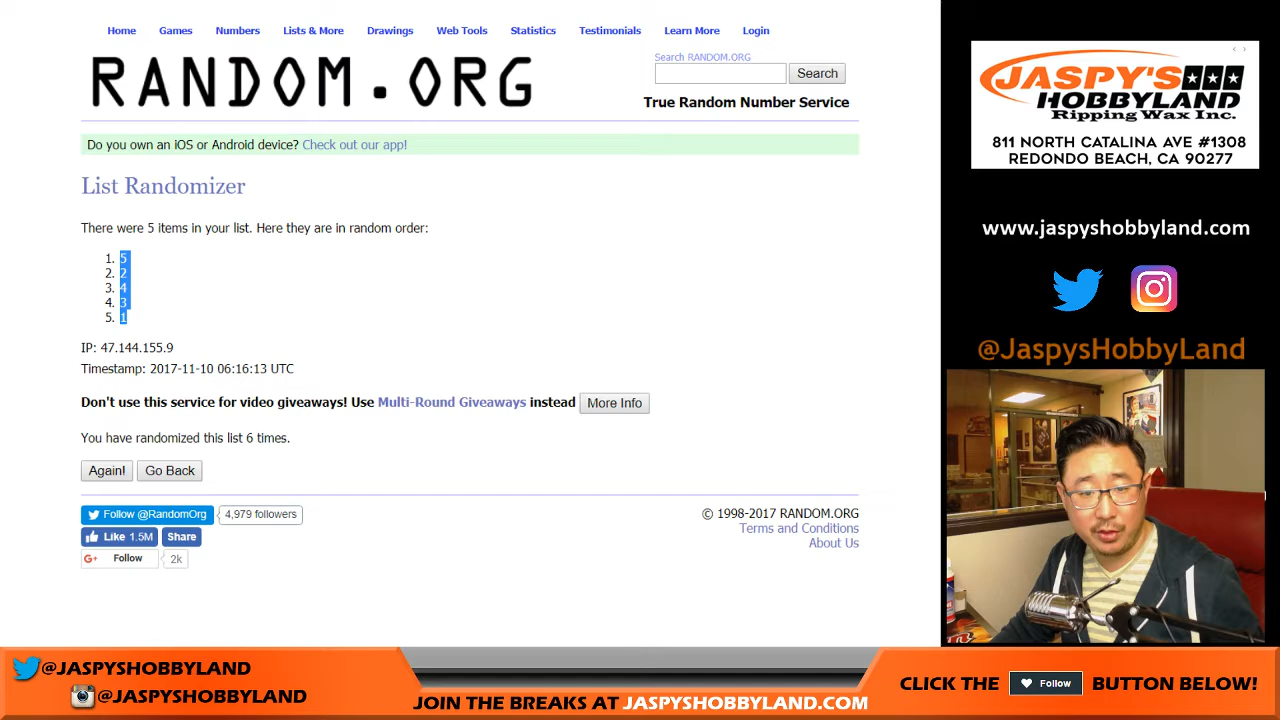 Home Games Numbers Lists & More Drawings Web Tools Statistics Testimonials Learn More Login
RANDOM.ORG
Search RANDOM.ORG
Search
True Random Number Service
Do you own an iOS or Android device? Check out our app!
List Randomizer
There were 5 items in your list. Here they are in random order:
1. 5
2. 2
3. 4
4. 3
5. 1
IP: 47.144.155.9
Timestamp: 2017-11-10 06:16:13 UTC
Don't use this service for video giveaways! Use Multi-Round Giveaways instead More Info
You have randomized this list 6 times.
Again! Go Back
Follow @RandomOrg 4,979 followers
Like 1.5M Share
G+ Follow 2k
© 1998-2017 RANDOM.ORG
Terms and Conditions
About Us
JASPY'S
HOBBYLAND
Ripping Wax Inc.
811 NORTH CATALINA AVE #1308
REDONDO BEACH, CA 90277
www.jaspyshobbyland.com
@JaspysHobbyLand
@JASPYSHOBBYLAND
@JASPYSHOBBYLAND
JOIN THE BREAKS AT JASPYSHOBBYLAND.COM
CLICK THE Follow BUTTON BELOW!